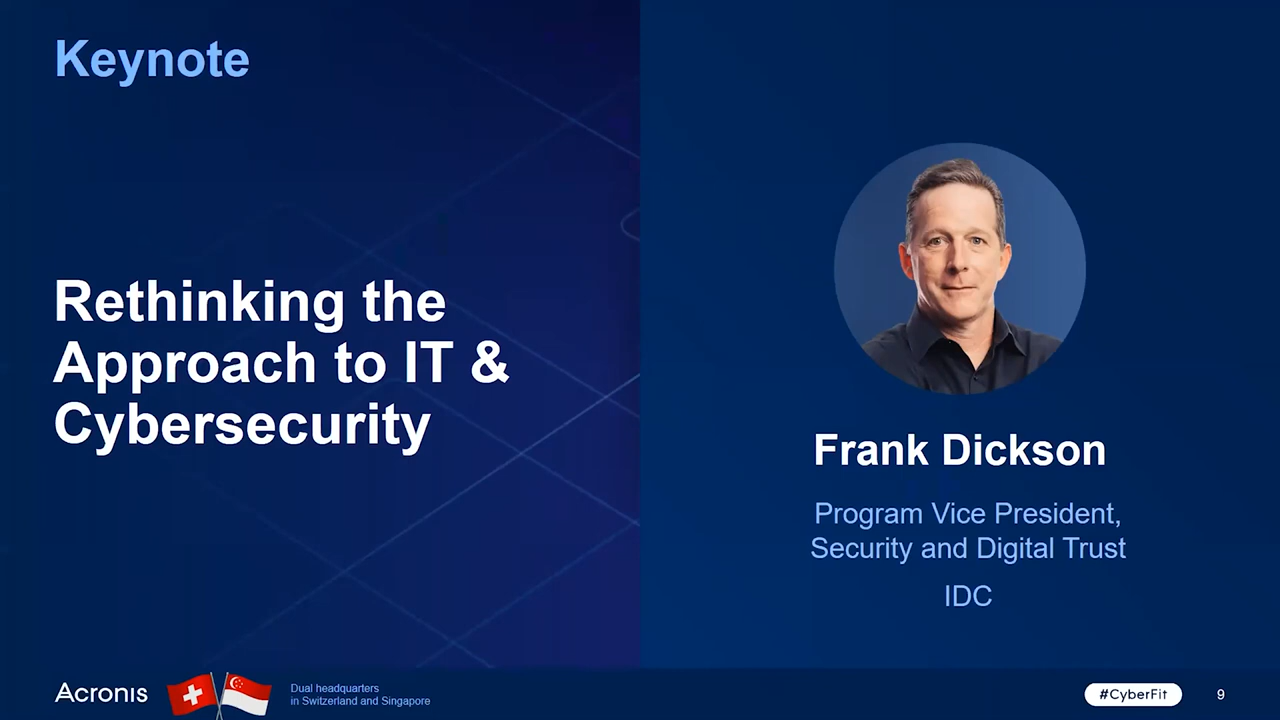 Keynote
Rethinking the
Approach to IT &
Cybersecurity
Frank Dickson
Program Vice President,
Security and Digital Trust
IDC
Acronis
Dual headquarters
in Switzerland and Singapore
#CyberFit
9